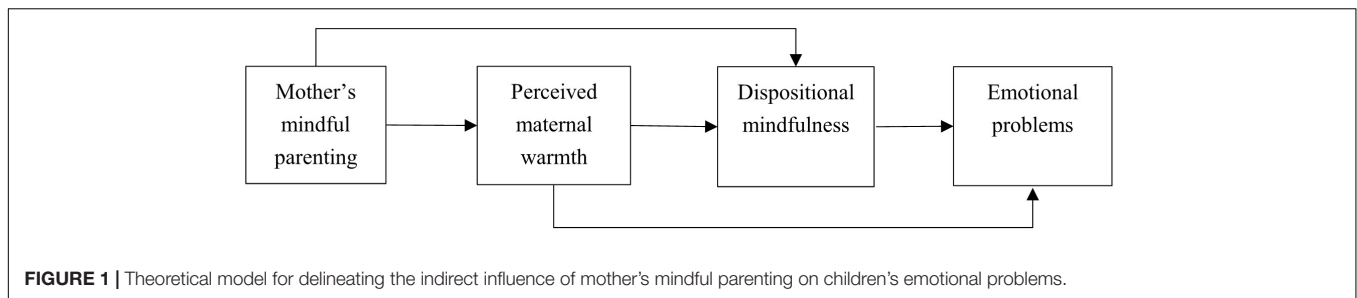 Mother's
mindful
parenting
Perceived
maternal
warmth
Dispositional
mindfulness
Emotional
problems
FIGURE 1 | Theoretical model for delineating the indirect influence of mother's mindful parenting on children's emotional problems.